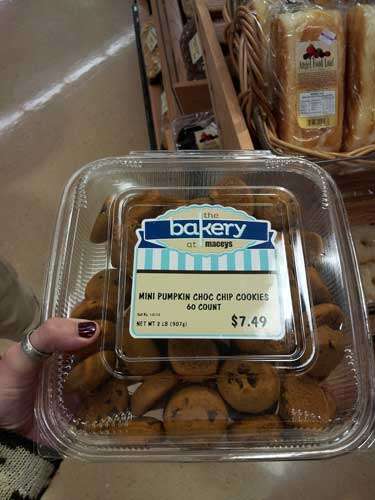 Angel Food Loaf
the
bakery
at maceys
MINI PUMPKIN CHOC CHIP COOKIES
60 COUNT
NET WT 2 LB (907g)
$7.49